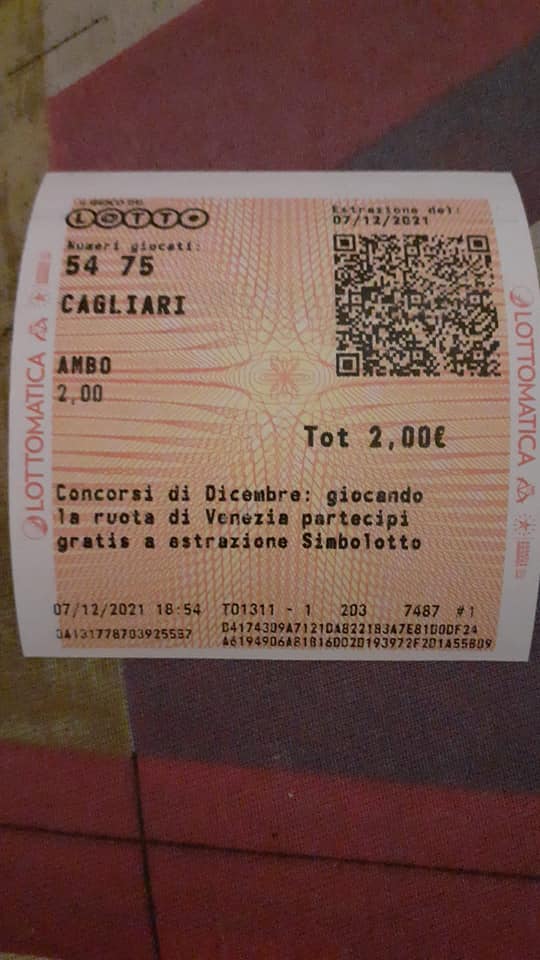 IL GIOCO DEL
LOTTO
Estrazione del:
07/12/2021
Numeri giocati:
54 75
CAGLIARI
AMBO
2,00
Tot 2,00€
Concorsi di Dicembre: giocando
la ruota di Venezia partecipi
gratis a estrazione Simbolotto
07/12/2021 18:54 T01311 - 1 203 7487 #1
LOTTOMATICA
LOTTOMATICA